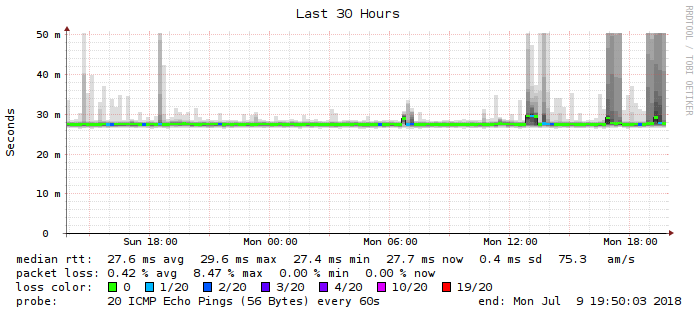 Last 30 Hours
RRDTOOL / TOBI OETIKER
Seconds
50 m
40 m
30 m
20 m
10 m
0
Sun 18:00 Mon 00:00 Mon 06:00 Mon 12:00 Mon 18:00
median rtt: 27.6 ms avg 29.6 ms max 27.4 ms min 27.7 ms now 0.4 ms sd 75.3 am/s
packet loss: 0.42 % avg 8.47 % max 0.00 % min 0.00 % now
loss color: 0 1/20 2/20 3/20 4/20 10/20 19/20
probe: 20 ICMP Echo Pings (56 Bytes) every 60s end: Mon Jul 9 19:50:03 2018